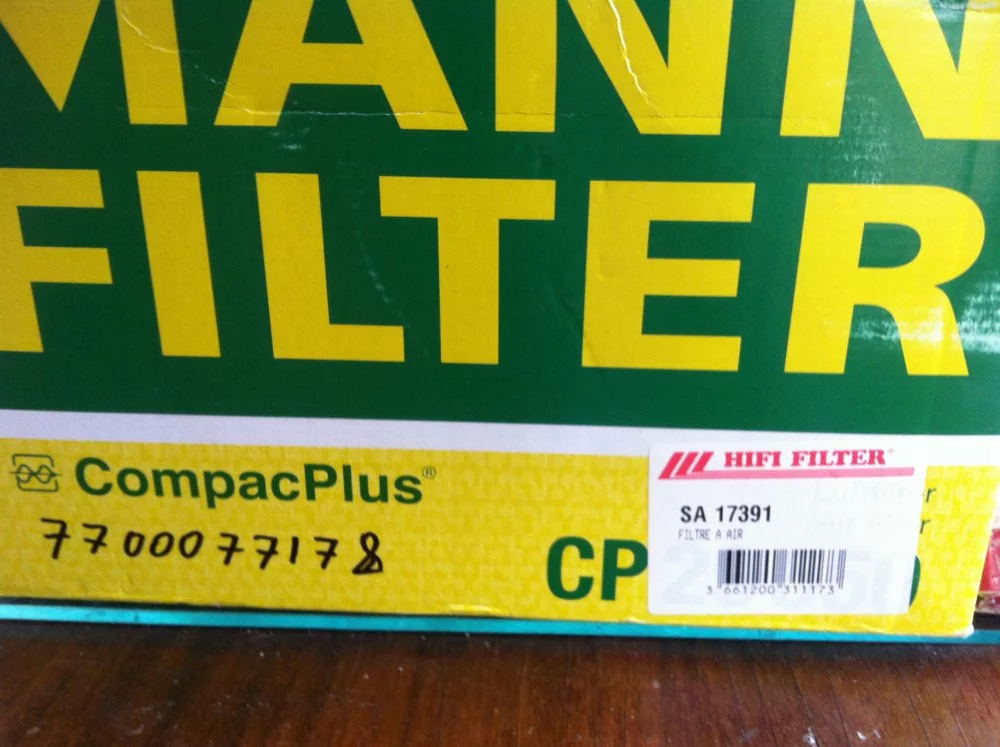 MANN
FILTER
CompacPlus®
7700077178
HIFI FILTER®
SA 17391
FILTRE A AIR
3 661200 311173
CP